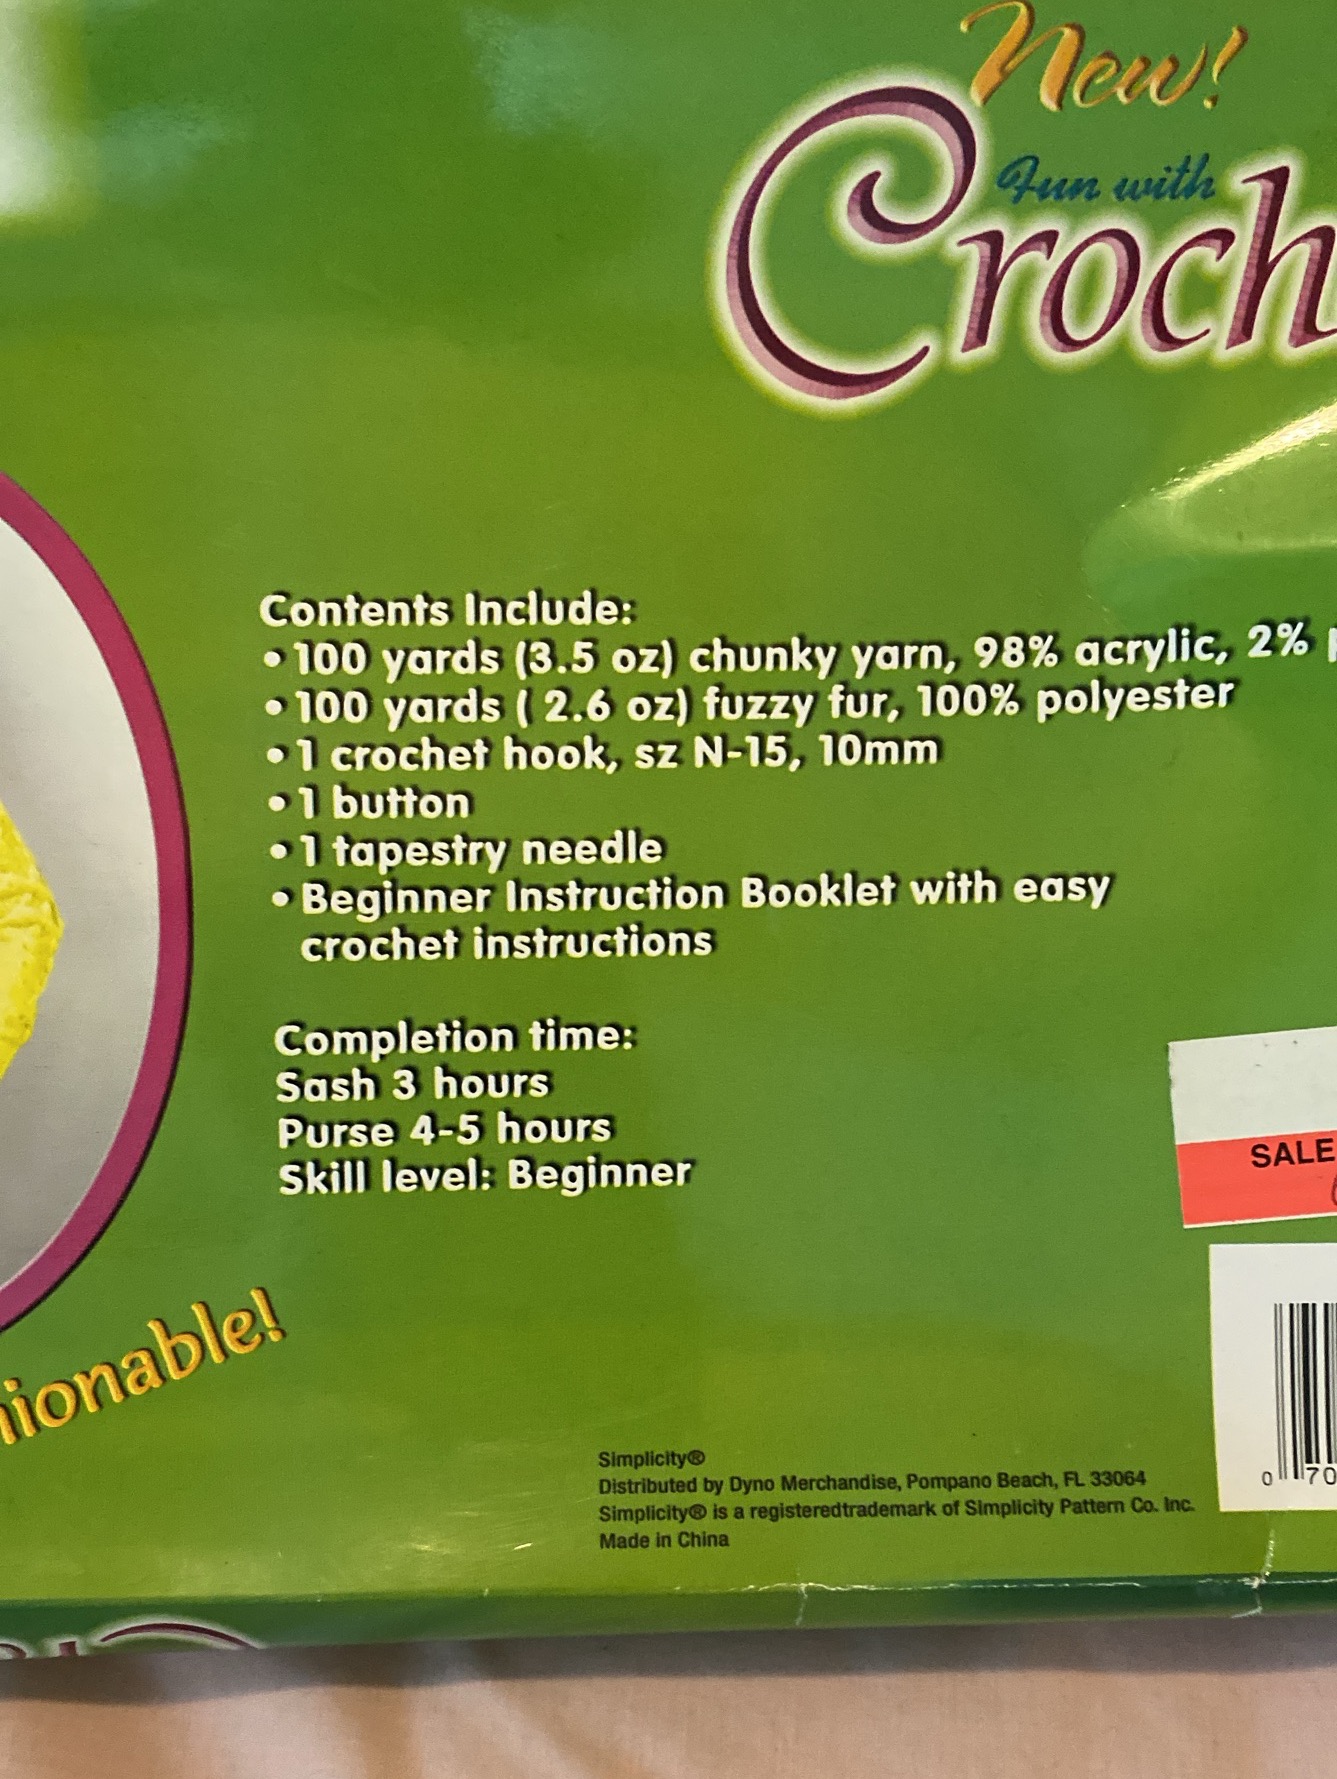 New!
Fun with
Croch
Contents Include:
• 100 yards (3.5 oz) chunky yarn, 98% acrylic, 2%
• 100 yards ( 2.6 oz) fuzzy fur, 100% polyester
• 1 crochet hook, sz N-15, 10mm
• 1 button
• 1 tapestry needle
• Beginner Instruction Booklet with easy
crochet instructions
Completion time:
Sash 3 hours
Purse 4-5 hours
Skill level: Beginner
SALE
ionable!
0 70
Simplicity®
Distributed by Dyno Merchandise, Pompano Beach, FL 33064
Simplicity® is a registeredtrademark of Simplicity Pattern Co. Inc.
Made in China